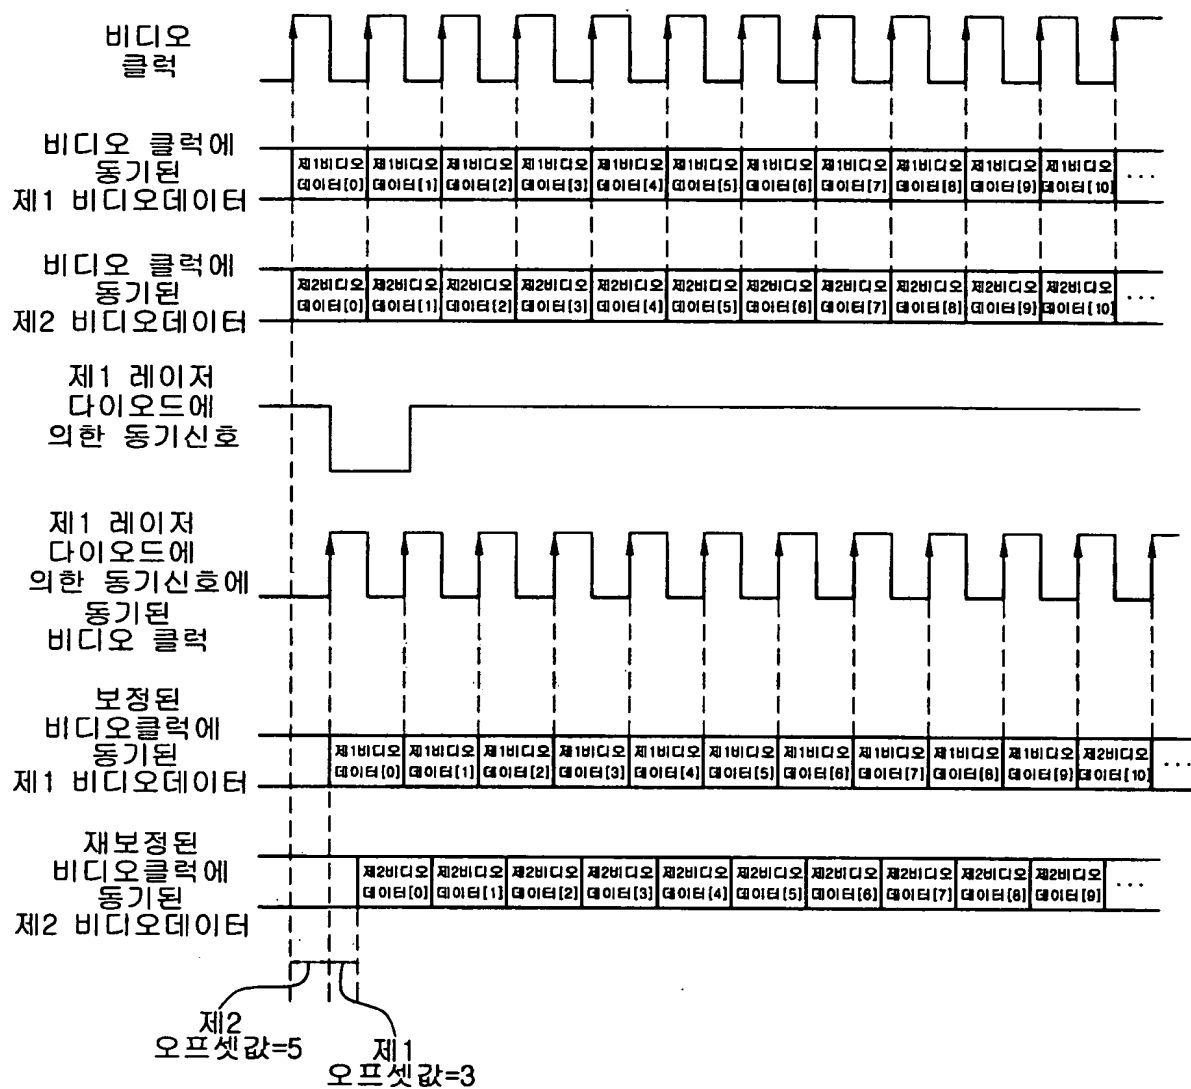 비디오
클럭
비디오 클럭에
동기된
제1 비디오데이터
제1비디오 제1비디오 제1비디오 제1비디오 제1비디오 제1비디오 제1비디오 제1비디오 제1비디오 제1비디오 제1비디오
데이터[0] 데이터[1] 데이터[2] 데이터[3] 데이터[4] 데이터[5] 데이터[6] 데이터[7] 데이터[8] 데이터[9] 데이터[10] ···
비디오 클럭에
동기된
제2 비디오데이터
제2비디오 제2비디오 제2비디오 제2비디오 제2비디오 제2비디오 제2비디오 제2비디오 제2비디오 제2비디오 제2비디오
데이터[0] 데이터[1] 데이터[2] 데이터[3] 데이터[4] 데이터[5] 데이터[6] 데이터[7] 데이터[8] 데이터[9] 데이터[10] ···
제1 레이저
다이오드에
의한 동기신호
제1 레이저
다이오드에
의한 동기신호에
동기된
비디오 클럭
보정된
비디오클럭에
동기된
제1 비디오데이터
제1비디오 제1비디오 제1비디오 제1비디오 제1비디오 제1비디오 제1비디오 제1비디오 제1비디오 제1비디오 제2비디오
데이터[0] 데이터[1] 데이터[2] 데이터[3] 데이터[4] 데이터[5] 데이터[6] 데이터[7] 데이터[8] 데이터[9] 데이터[10] ···
재보정된
비디오클럭에
동기된
제2 비디오데이터
제2비디오 제2비디오 제2비디오 제2비디오 제2비디오 제2비디오 제2비디오 제2비디오 제2비디오 제2비디오
데이터[0] 데이터[1] 데이터[2] 데이터[3] 데이터[4] 데이터[5] 데이터[6] 데이터[7] 데이터[8] 데이터[9] ···
제2
오프셋값=5
제1
오프셋값=3